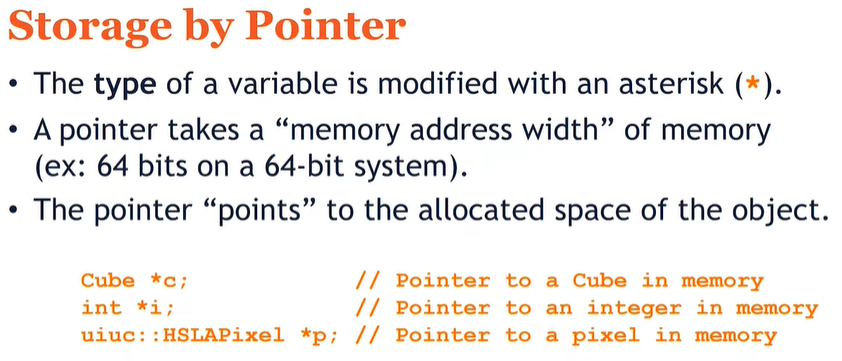 Storage by Pointer
• The type of a variable is modified with an asterisk (*).
• A pointer takes a “memory address width” of memory
(ex: 64 bits on a 64-bit system).
• The pointer “points” to the allocated space of the object.
Cube *c; // Pointer to a Cube in memory
int *i; // Pointer to an integer in memory
uiuc::HSLAPixel *p; // Pointer to a pixel in memory